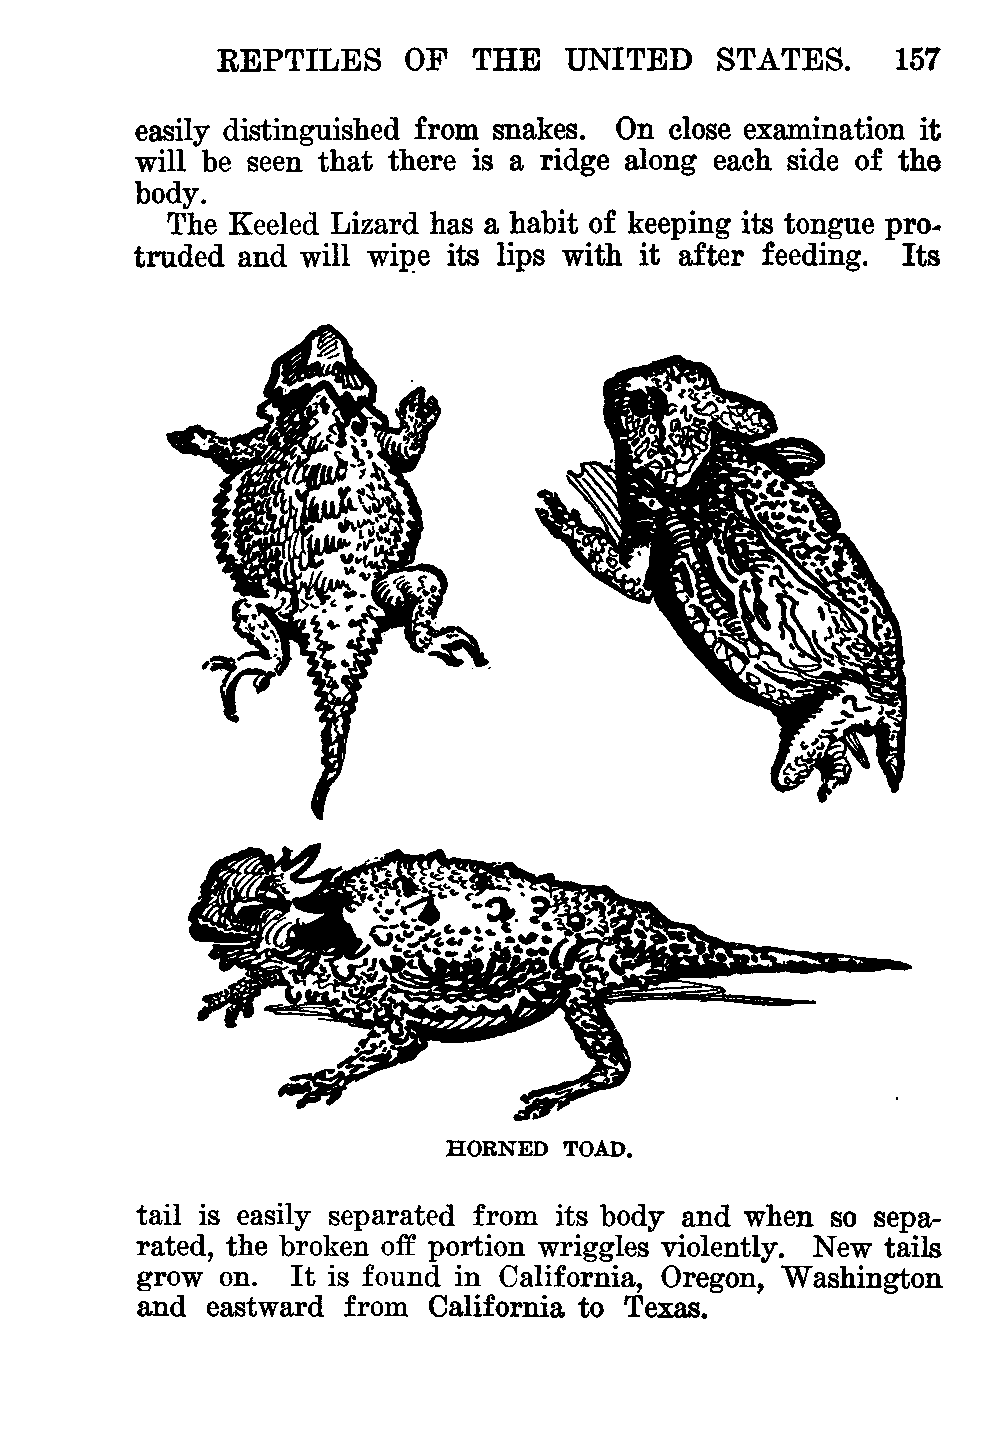 REPTILES OF THE UNITED STATES. 157
easily distinguished from snakes. On close examination it
will be seen that there is a ridge along each side of the
body.
The Keeled Lizard has a habit of keeping its tongue pro-
truded and will wipe its lips with it after feeding. Its
HORNED TOAD.
tail is easily separated from its body and when so sepa-
rated, the broken off portion wriggles violently. New tails
grow on. It is found in California, Oregon, Washington
and eastward from California to Texas.